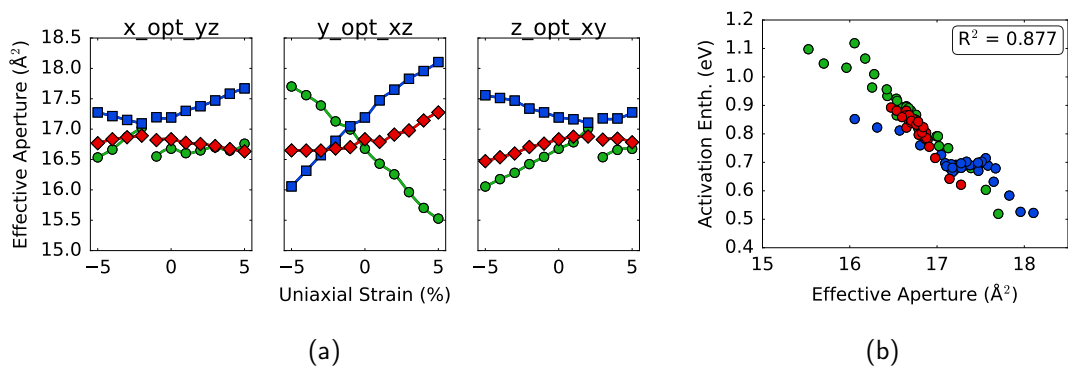 x_opt_yz
y_opt_xz
z_opt_xy
Effective Aperture (Å²)
18.5
18.0
17.5
17.0
16.5
16.0
15.5
15.0
−5 0 5
−5 0 5
−5 0 5
Uniaxial Strain (%)
(a)
Activation Enth. (eV)
1.2
1.1
1.0
0.9
0.8
0.7
0.6
0.5
0.4
R² = 0.877
15 16 17 18
Effective Aperture (Å²)
(b)